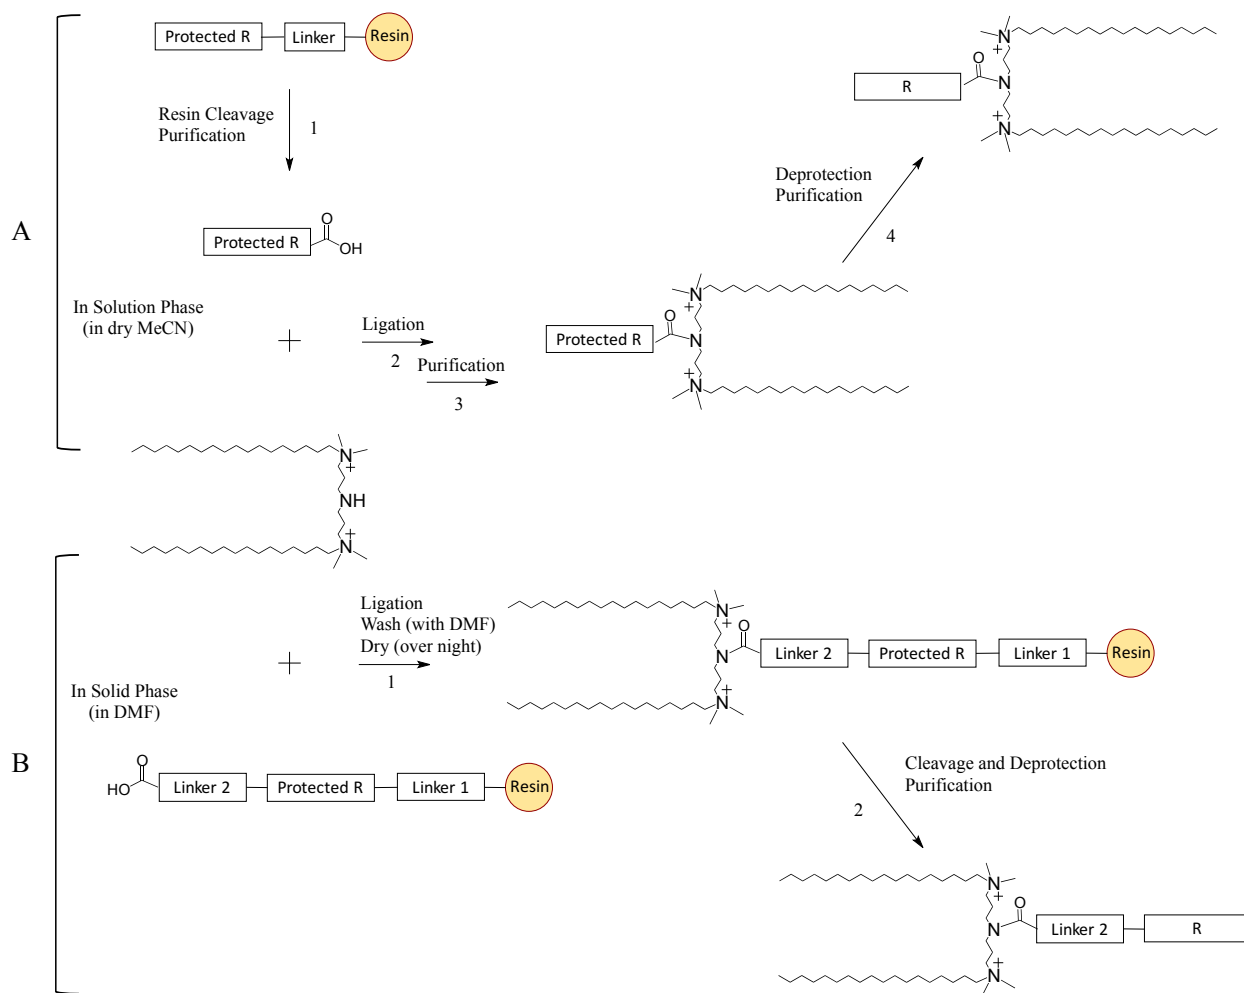 Protected R
Linker
Resin
Resin Cleavage
Purification
1
A
Protected R
O
OH
In Solution Phase
(in dry MeCN)
+
Ligation
2
Purification
3
Protected R
O
N
+
N
N
+
Deprotection
Purification
4
R
O
N
+
N
N
+
N
+
NH
N
+
B
In Solid Phase
(in DMF)
+
Ligation
Wash (with DMF)
Dry (over night)
1
HO
O
Linker 2
Protected R
Linker 1
Resin
N
+
O
N
N
+
Linker 2
Protected R
Linker 1
Resin
Cleavage and Deprotection
Purification
2
N
+
O
N
N
+
Linker 2
R